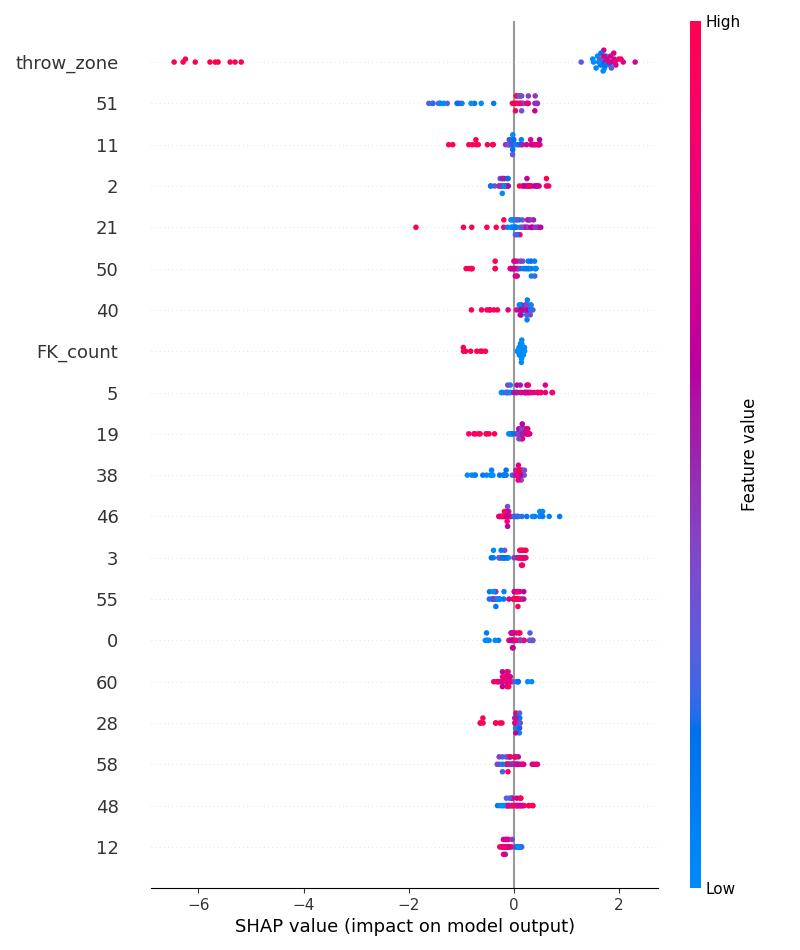 High
throw_zone
51
11
2
21
50
40
FK_count
5
19
38
46
3
55
0
60
28
58
48
12
Feature value
Low
−6 −4 −2 0 2
SHAP value (impact on model output)